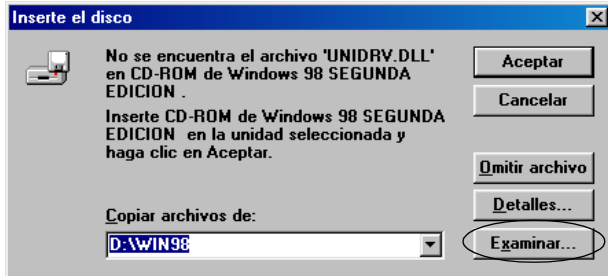 Inserte el disco
No se encuentra el archivo 'UNIDRV.DLL'
en CD-ROM de Windows 98 SEGUNDA
EDICION .
Inserte CD-ROM de Windows 98 SEGUNDA
EDICION en la unidad seleccionada y
haga clic en Aceptar.
Copiar archivos de:
D:\WIN98
Aceptar
Cancelar
Omitir archivo
Detalles...
Examinar...